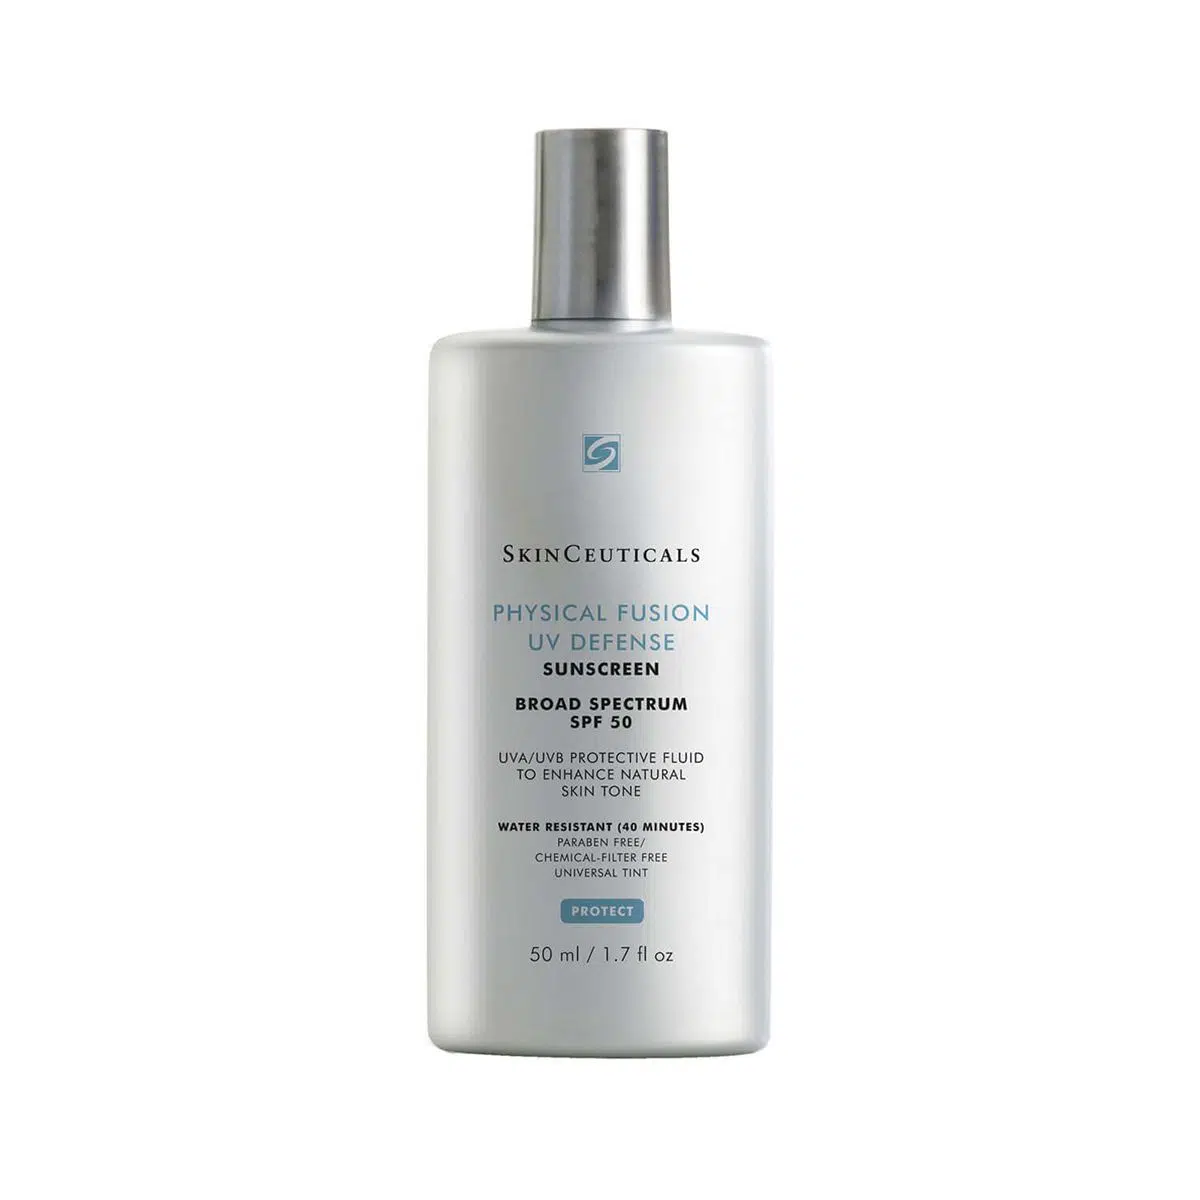 SKINCEUTICALS
PHYSICAL FUSION
UV DEFENSE
SUNSCREEN
BROAD SPECTRUM
SPF 50
UVA/UVB PROTECTIVE FLUID
TO ENHANCE NATURAL
SKIN TONE
WATER RESISTANT (40 MINUTES)
PARABEN FREE/
CHEMICAL-FILTER FREE
UNIVERSAL TINT
PROTECT
50 ml / 1.7 fl oz